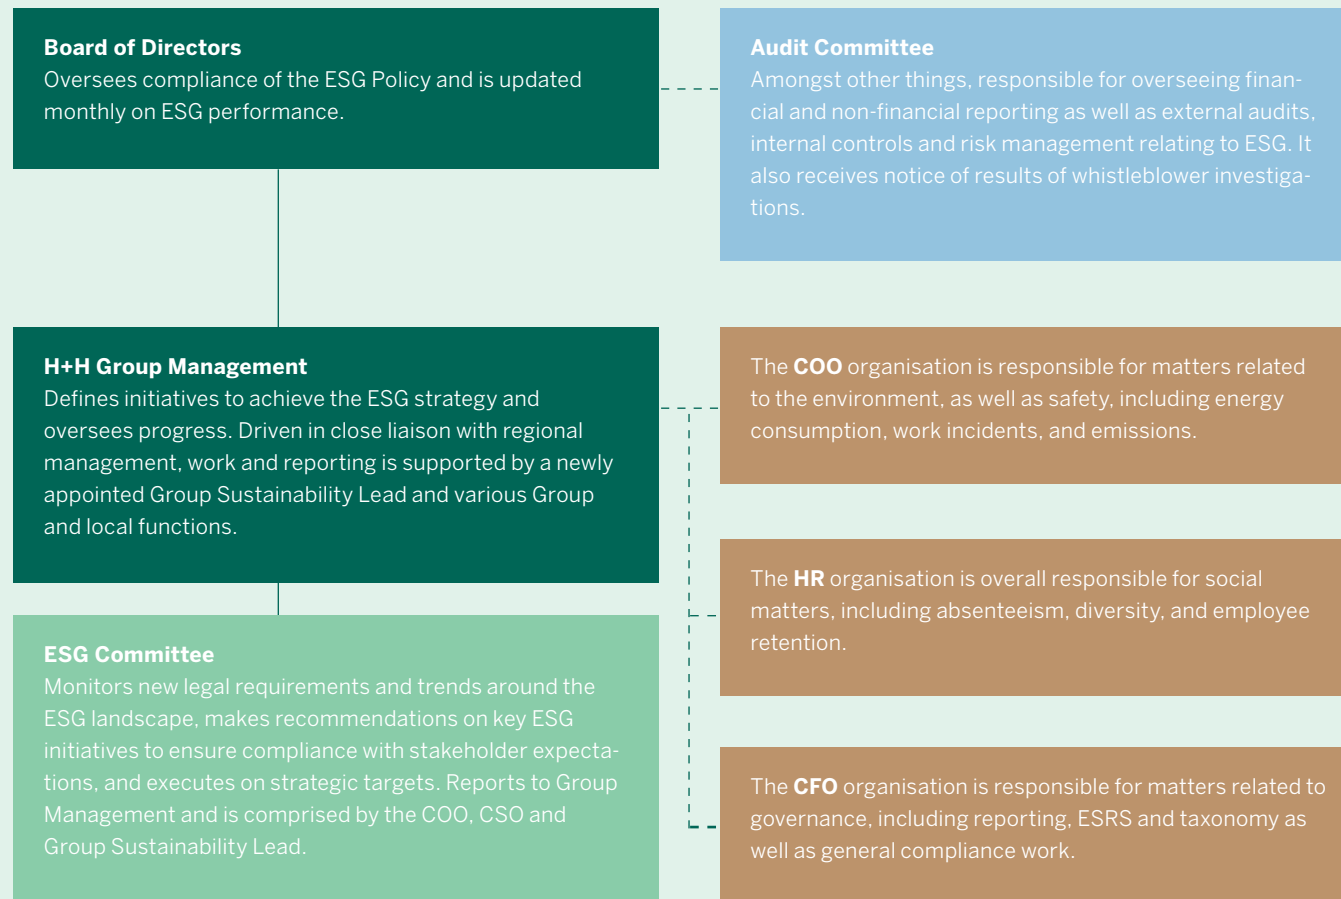 Board of Directors
Oversees compliance of the ESG Policy and is updated
monthly on ESG performance.
Audit Committee
Amongst other things, responsible for overseeing finan-
cial and non-financial reporting as well as external audits,
internal controls and risk management relating to ESG. It
also receives notice of results of whistleblower investiga-
tions.
H+H Group Management
Defines initiatives to achieve the ESG strategy and
oversees progress. Driven in close liaison with regional
management, work and reporting is supported by a newly
appointed Group Sustainability Lead and various Group
and local functions.
The COO organisation is responsible for matters related
to the environment, as well as safety, including energy
consumption, work incidents, and emissions.
The HR organisation is overall responsible for social
matters, including absenteeism, diversity, and employee
retention.
ESG Committee
Monitors new legal requirements and trends around the
ESG landscape, makes recommendations on key ESG
initiatives to ensure compliance with stakeholder expecta-
tions, and executes on strategic targets. Reports to Group
Management and is comprised by the COO, CSO and
Group Sustainability Lead.
The CFO organisation is responsible for matters related to
governance, including reporting, ESRS and taxonomy as
well as general compliance work.